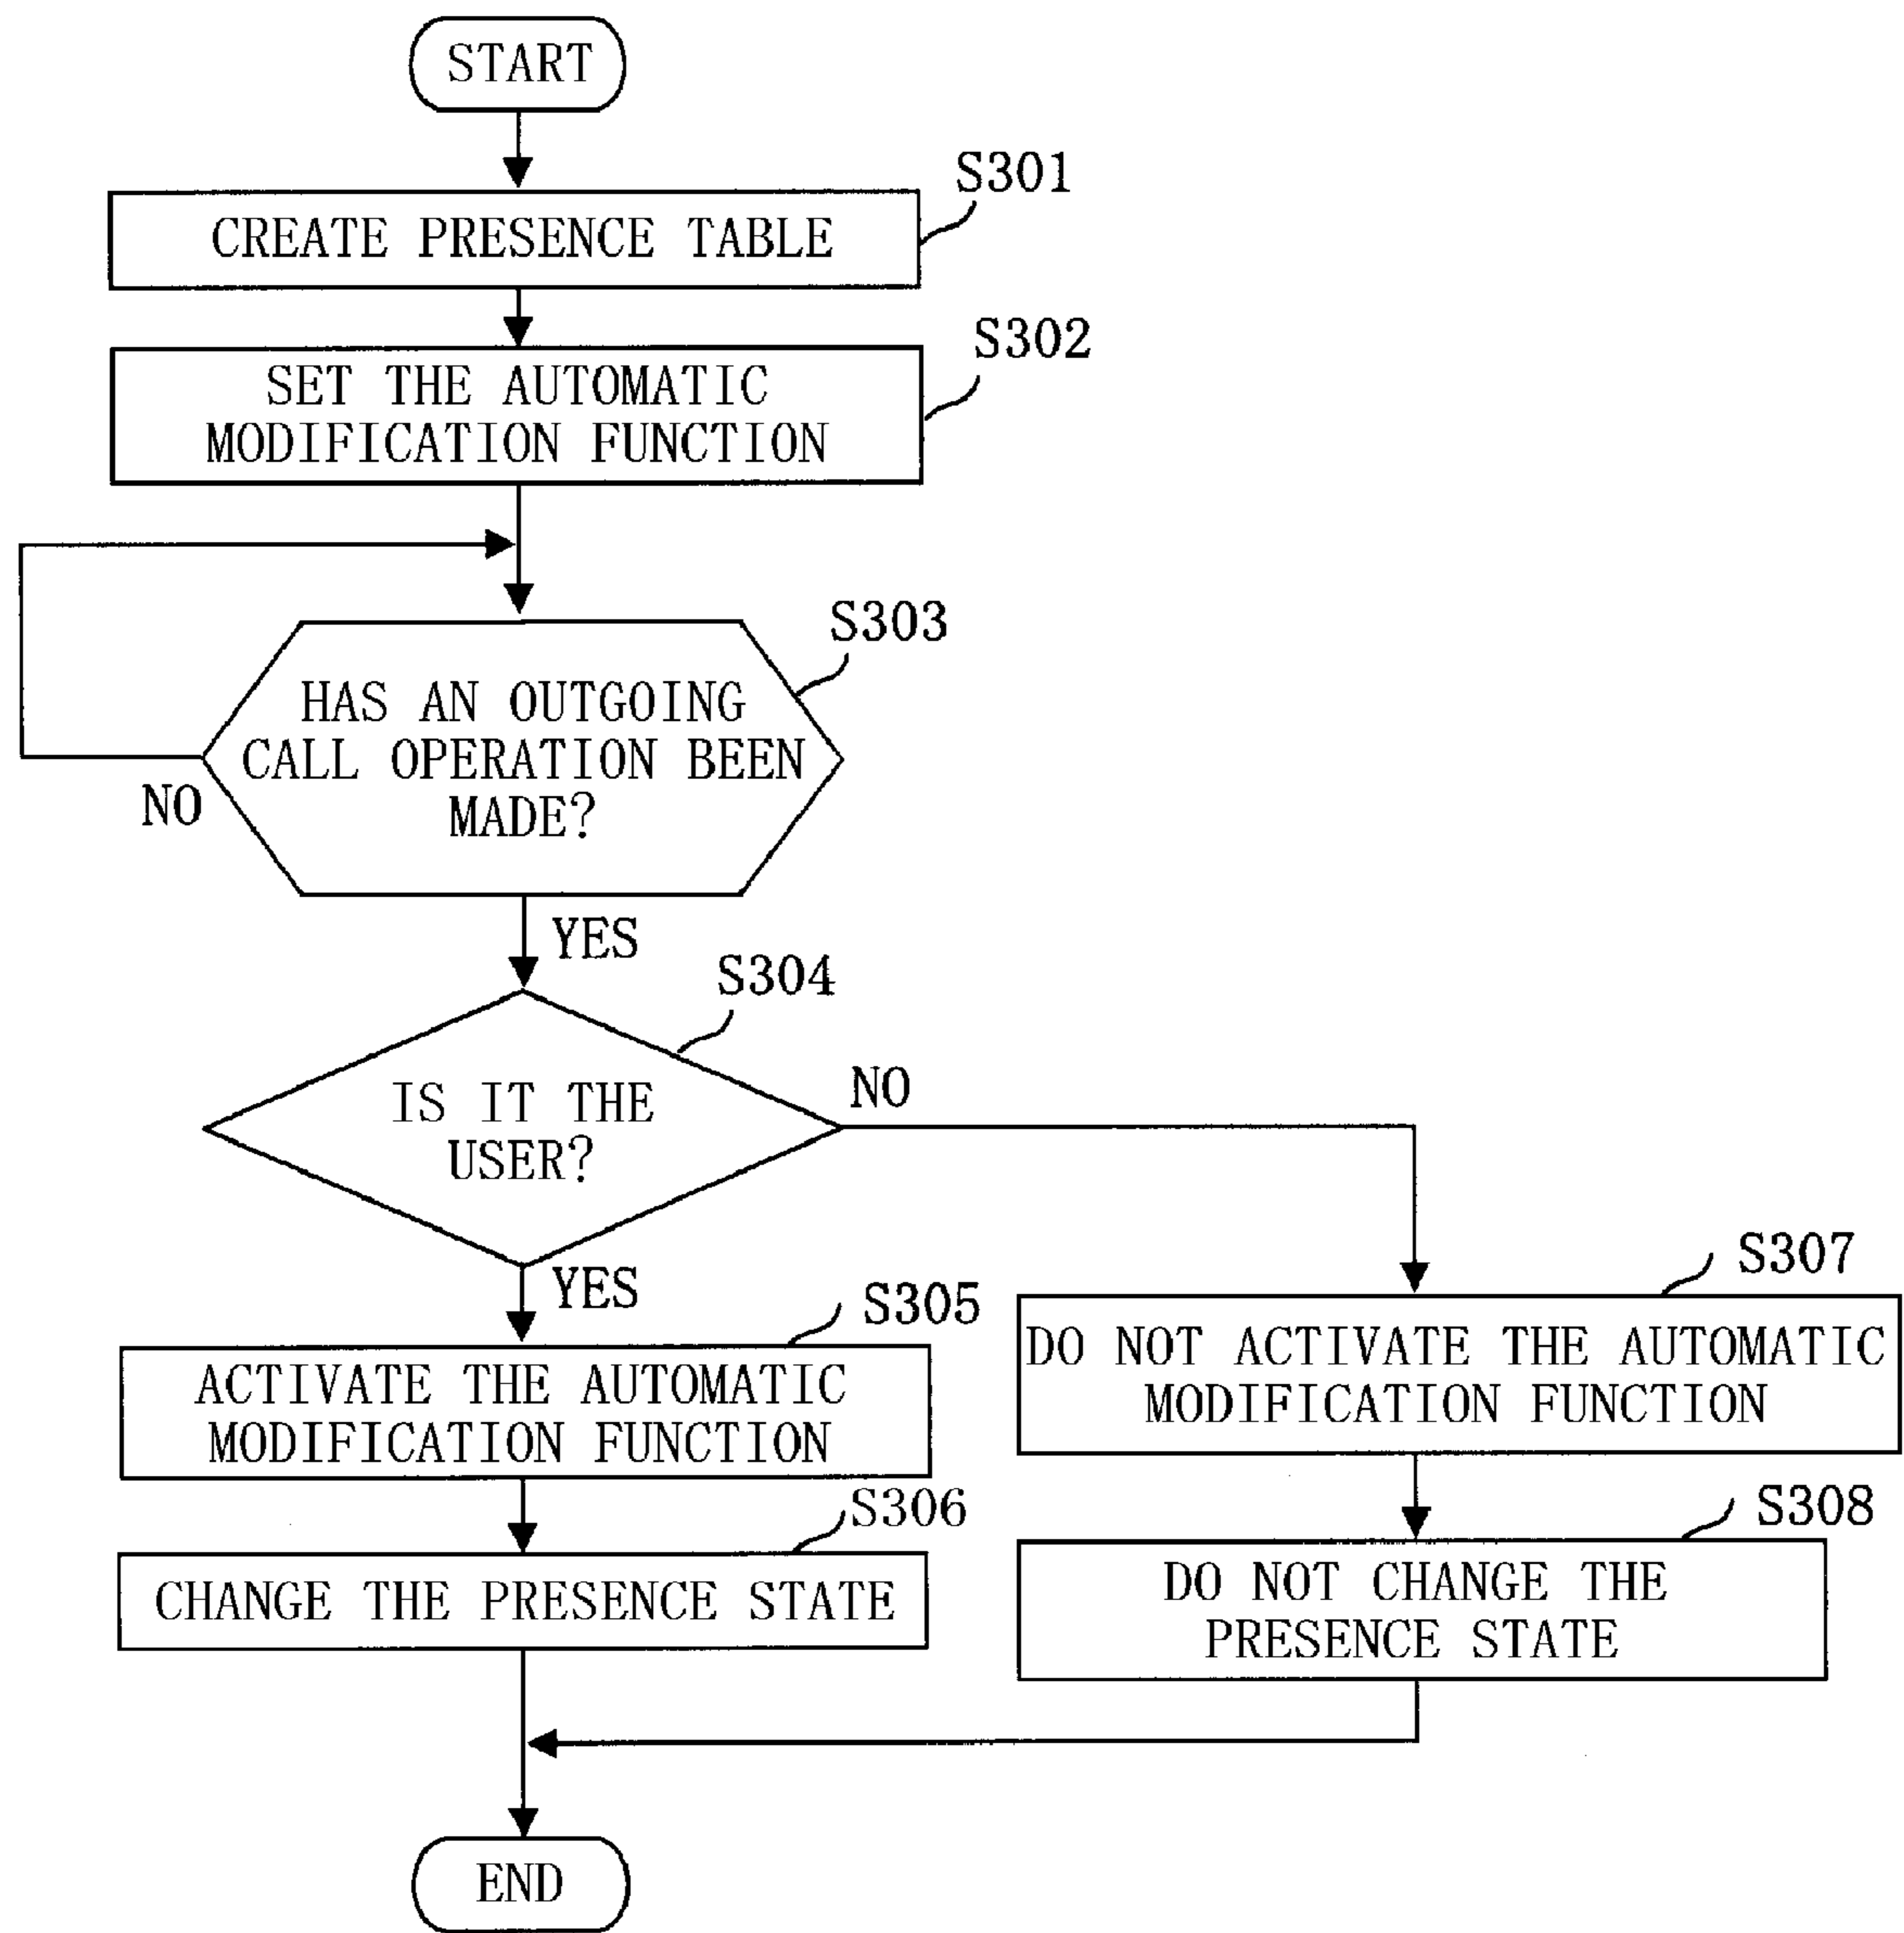 START
S301
CREATE PRESENCE TABLE
S302
SET THE AUTOMATIC
MODIFICATION FUNCTION
S303
HAS AN OUTGOING
CALL OPERATION BEEN
MADE?
NO
YES
S304
IS IT THE
USER?
NO
YES
S305
ACTIVATE THE AUTOMATIC
MODIFICATION FUNCTION
S306
CHANGE THE PRESENCE STATE
S307
DO NOT ACTIVATE THE AUTOMATIC
MODIFICATION FUNCTION
S308
DO NOT CHANGE THE
PRESENCE STATE
END